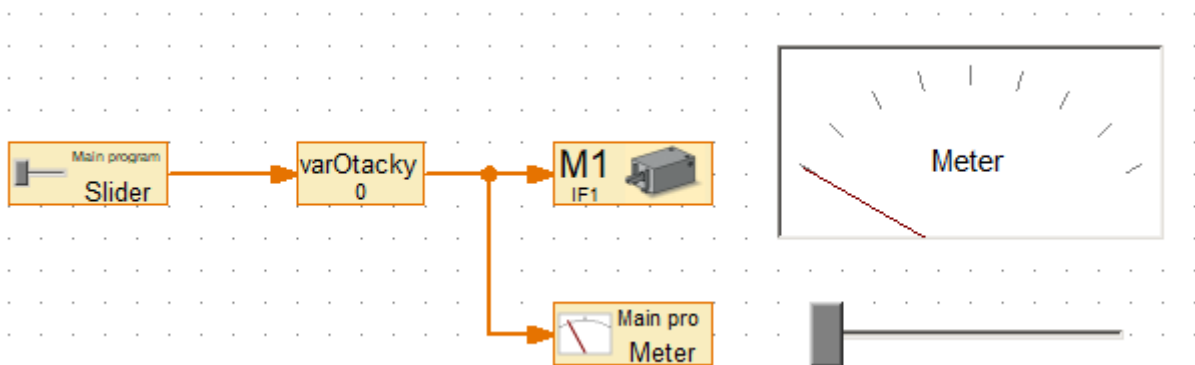 Main program
Slider
varOtacky
0
M1
IF1
Meter
Main pro
Meter